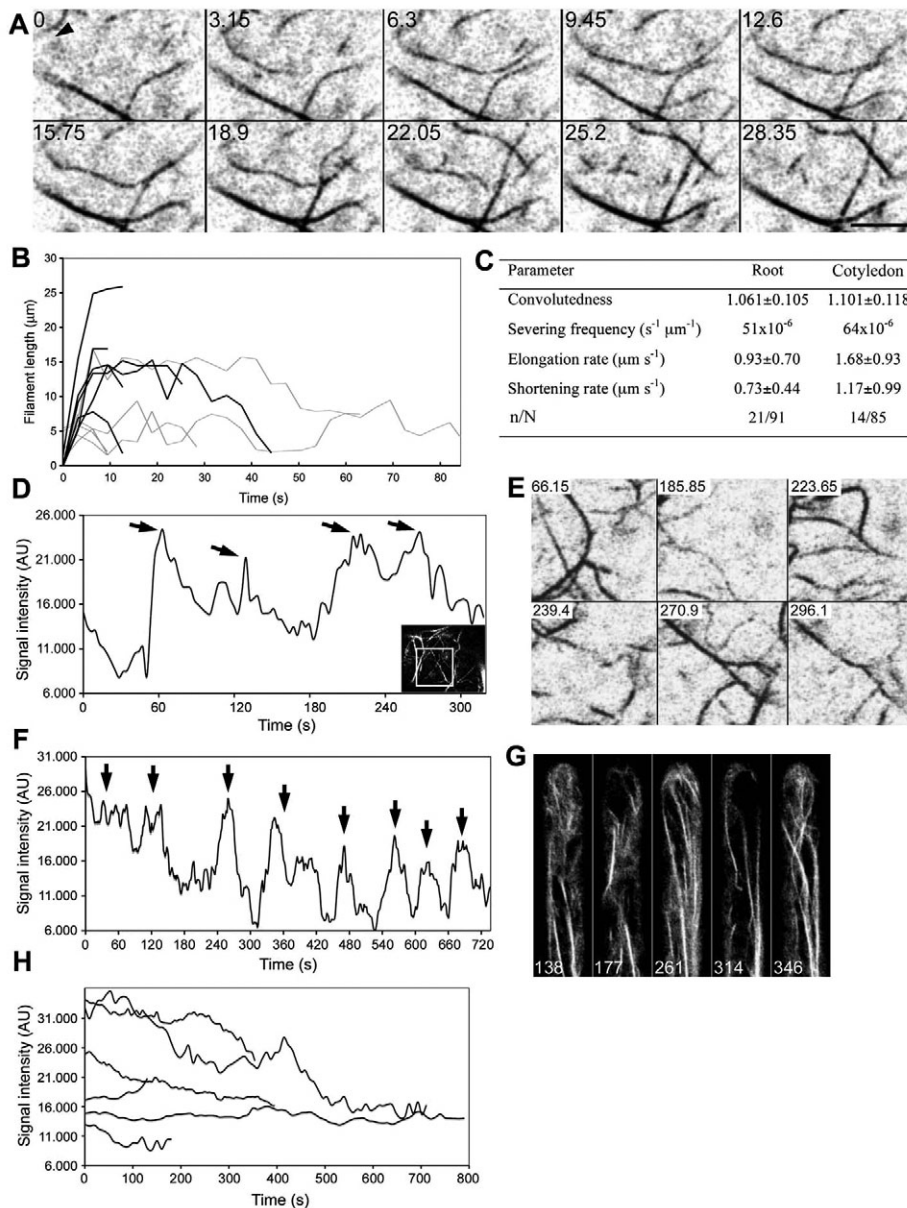 A
0
3.15
6.3
9.45
12.6
15.75
18.9
22.05
25.2
28.35
B
Filament length (µm)
30
25
20
15
10
5
0
0 10 20 30 40 50 60 70 80
Time (s)
C
Parameter Root Cotyledon
Convolutedness 1.061±0.105 1.101±0.118
Severing frequency (s-1 µm-1) 51x10-6 64x10-6
Elongation rate (µm s-1) 0.93±0.70 1.68±0.93
Shortening rate (µm s-1) 0.73±0.44 1.17±0.99
n/N 21/91 14/85
D
Signal intensity (AU)
26.000
21.000
16.000
11.000
6.000
0 60 120 180 240 300
Time (s)
E
66.15
185.85
223.65
239.4
270.9
296.1
F
Signal intensity (AU)
31.000
26.000
21.000
16.000
11.000
6.000
0 60 120 180 240 300 360 420 480 540 600 660 720
Time (s)
G
138
177
261
314
346
H
Signal intensity (AU)
36.000
31.000
26.000
21.000
16.000
11.000
6.000
0 100 200 300 400 500 600 700 800
Time (s)